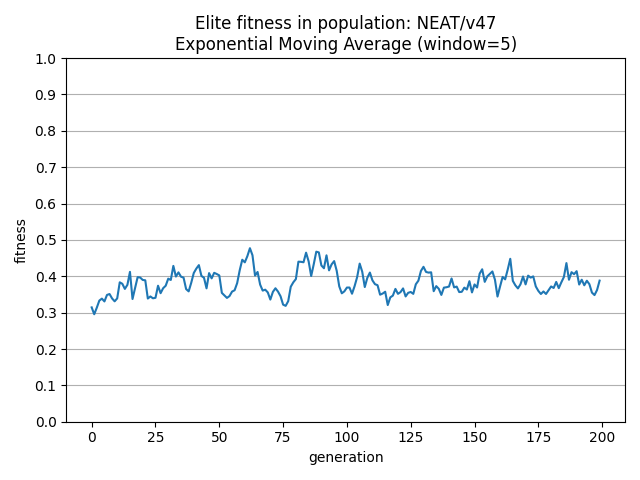 Elite fitness in population: NEAT/v47
Exponential Moving Average (window=5)
1.0
0.9
0.8
0.7
0.6
0.5
0.4
0.3
0.2
0.1
0.0
fitness
0 25 50 75 100 125 150 175 200
generation